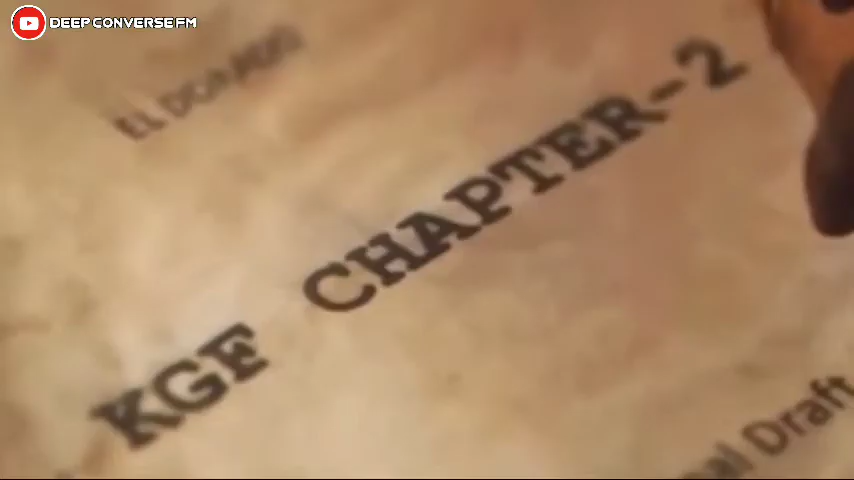 DEEP CONVERSE FM
EL DORADO
KGF CHAPTER-2
Draft